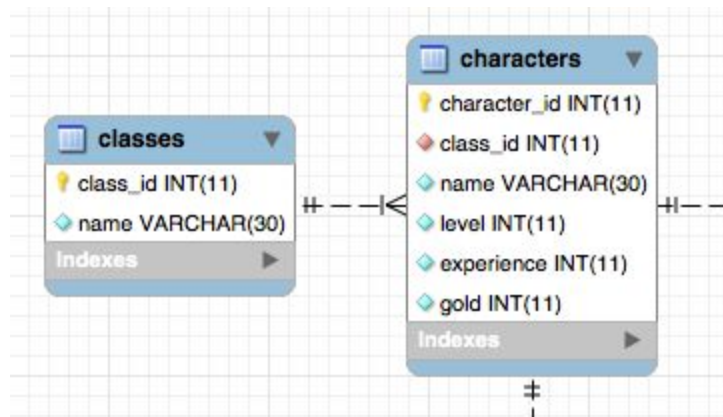 classes
class_id INT(11)
name VARCHAR(30)
Indexes
characters
character_id INT(11)
class_id INT(11)
name VARCHAR(30)
level INT(11)
experience INT(11)
gold INT(11)
Indexes